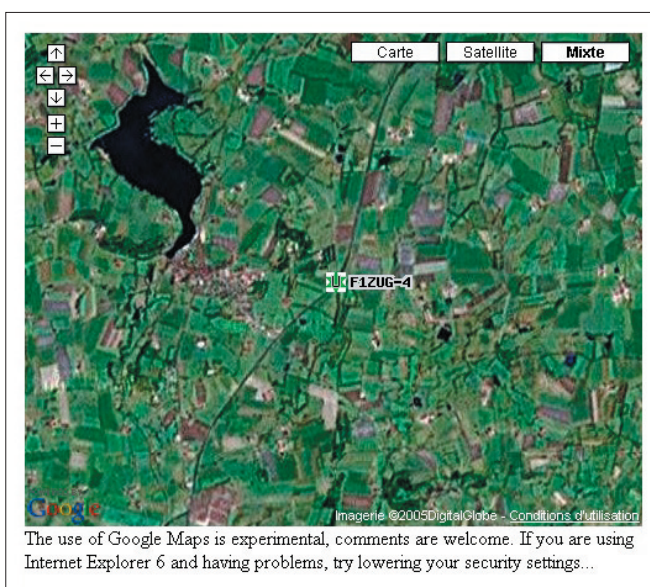 Carte Satellite Mixte
F1ZUG-4
Google
Imagerie ©2005DigitalGlobe - Conditions d'utilisation
The use of Google Maps is experimental, comments are welcome. If you are using
Internet Explorer 6 and having problems, try lowering your security settings...